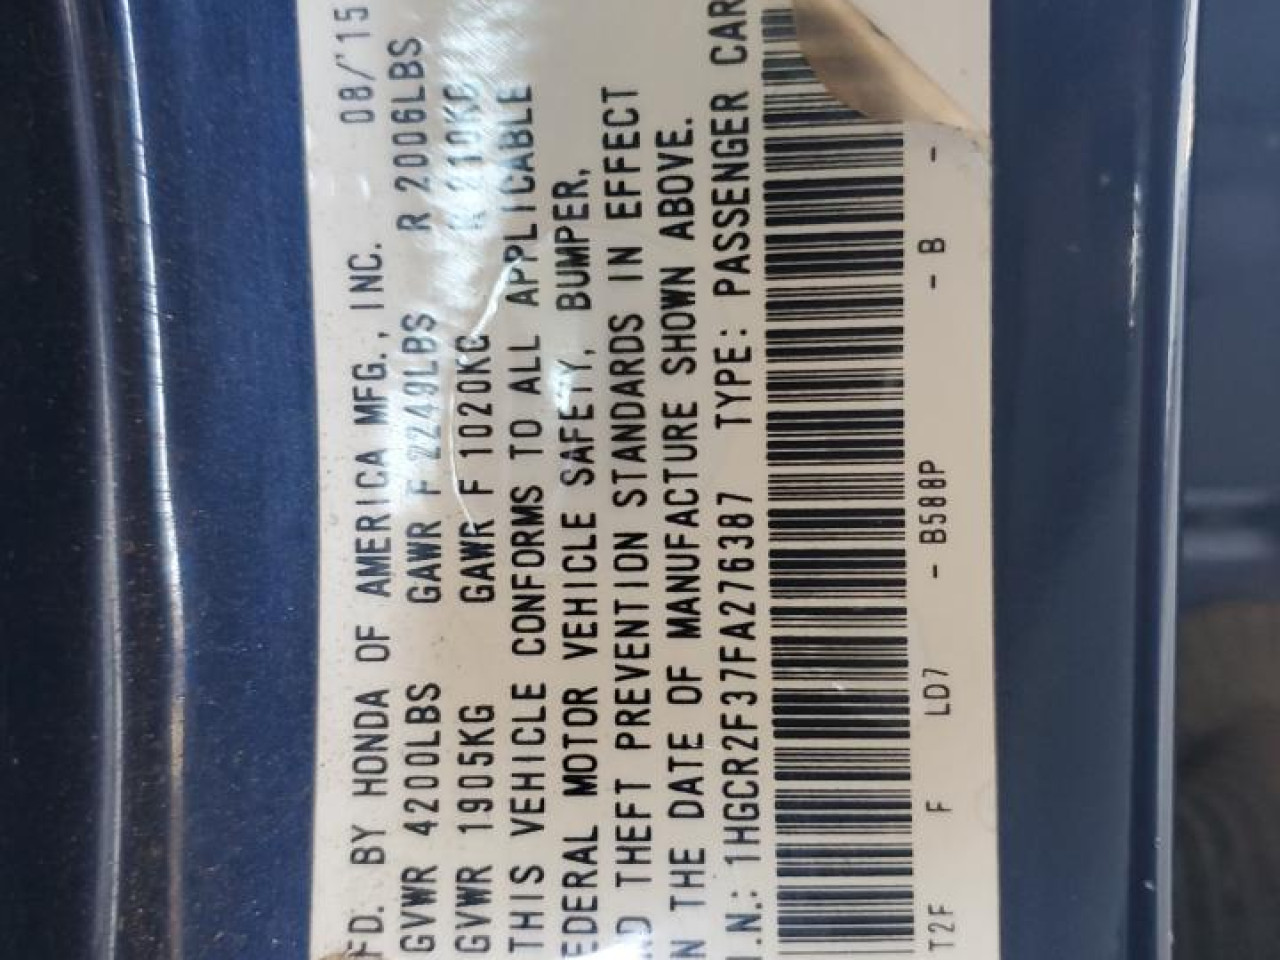 FD. BY HONDA OF AMERICA MFG., INC. 08/'15
GVWR 4200LBS GAWR F 2249LBS R 2006LBS
GVWR 1905KG GAWR F 1020KG R 910KG
THIS VEHICLE CONFORMS TO ALL APPLICABLE
EDERAL MOTOR VEHICLE SAFETY, BUMPER,
ND THEFT PREVENTION STANDARDS IN EFFECT
N THE DATE OF MANUFACTURE SHOWN ABOVE.
.I.N.: 1HGCR2F37FA276387 TYPE: PASSENGER CAR
T2F F LD7 - B588P - B -